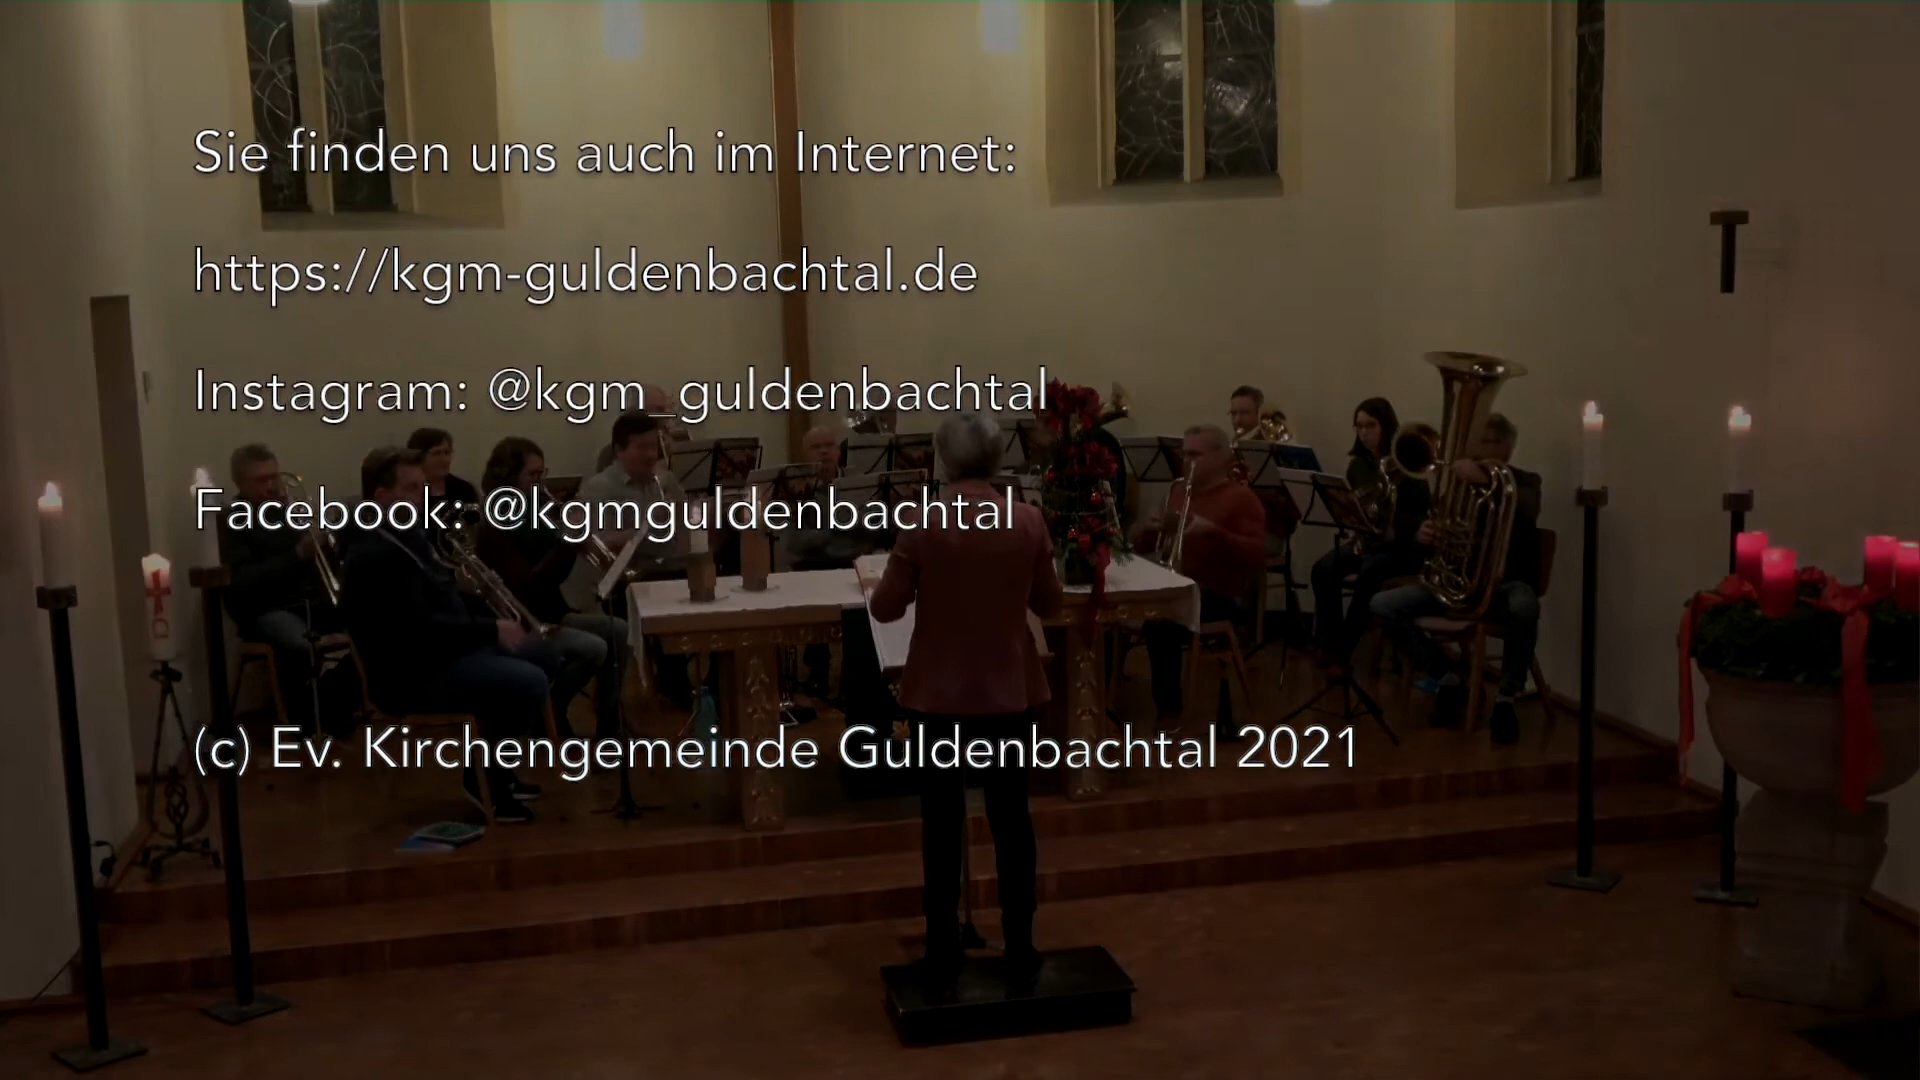 Sie finden uns auch im Internet:
https://kgm-guldenbachtal.de
Instagram: @kgm_guldenbachtal
Facebook: @kgmguldenbachtal
(c) Ev. Kirchengemeinde Guldenbachtal 2021